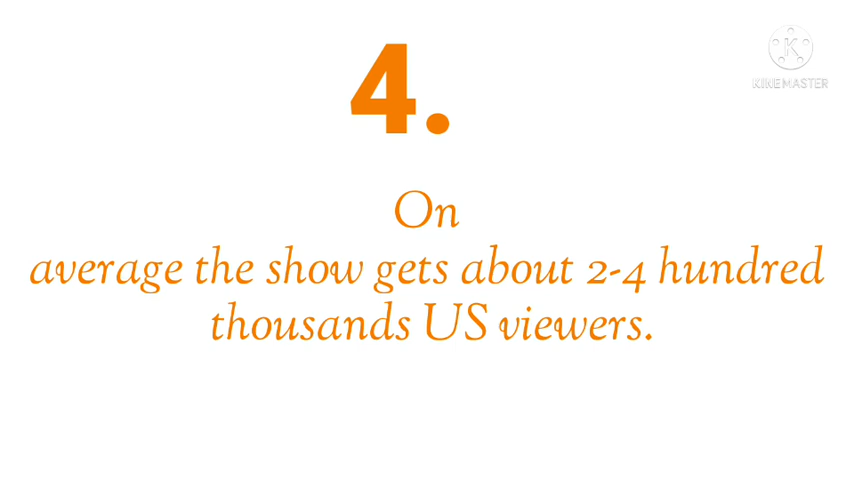 4.
K
KINEMASTER
On
average the show gets about 2-4 hundred
thousands US viewers.